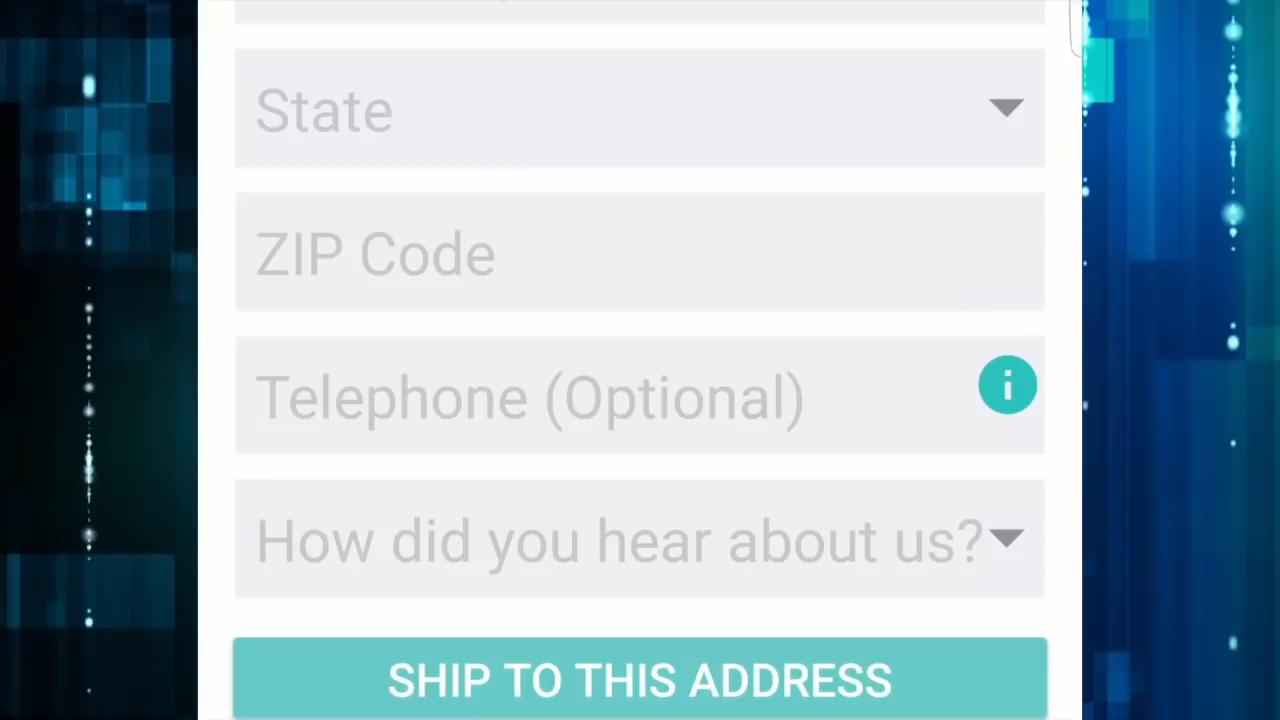 State
ZIP Code
Telephone (Optional)
i
How did you hear about us?
SHIP TO THIS ADDRESS